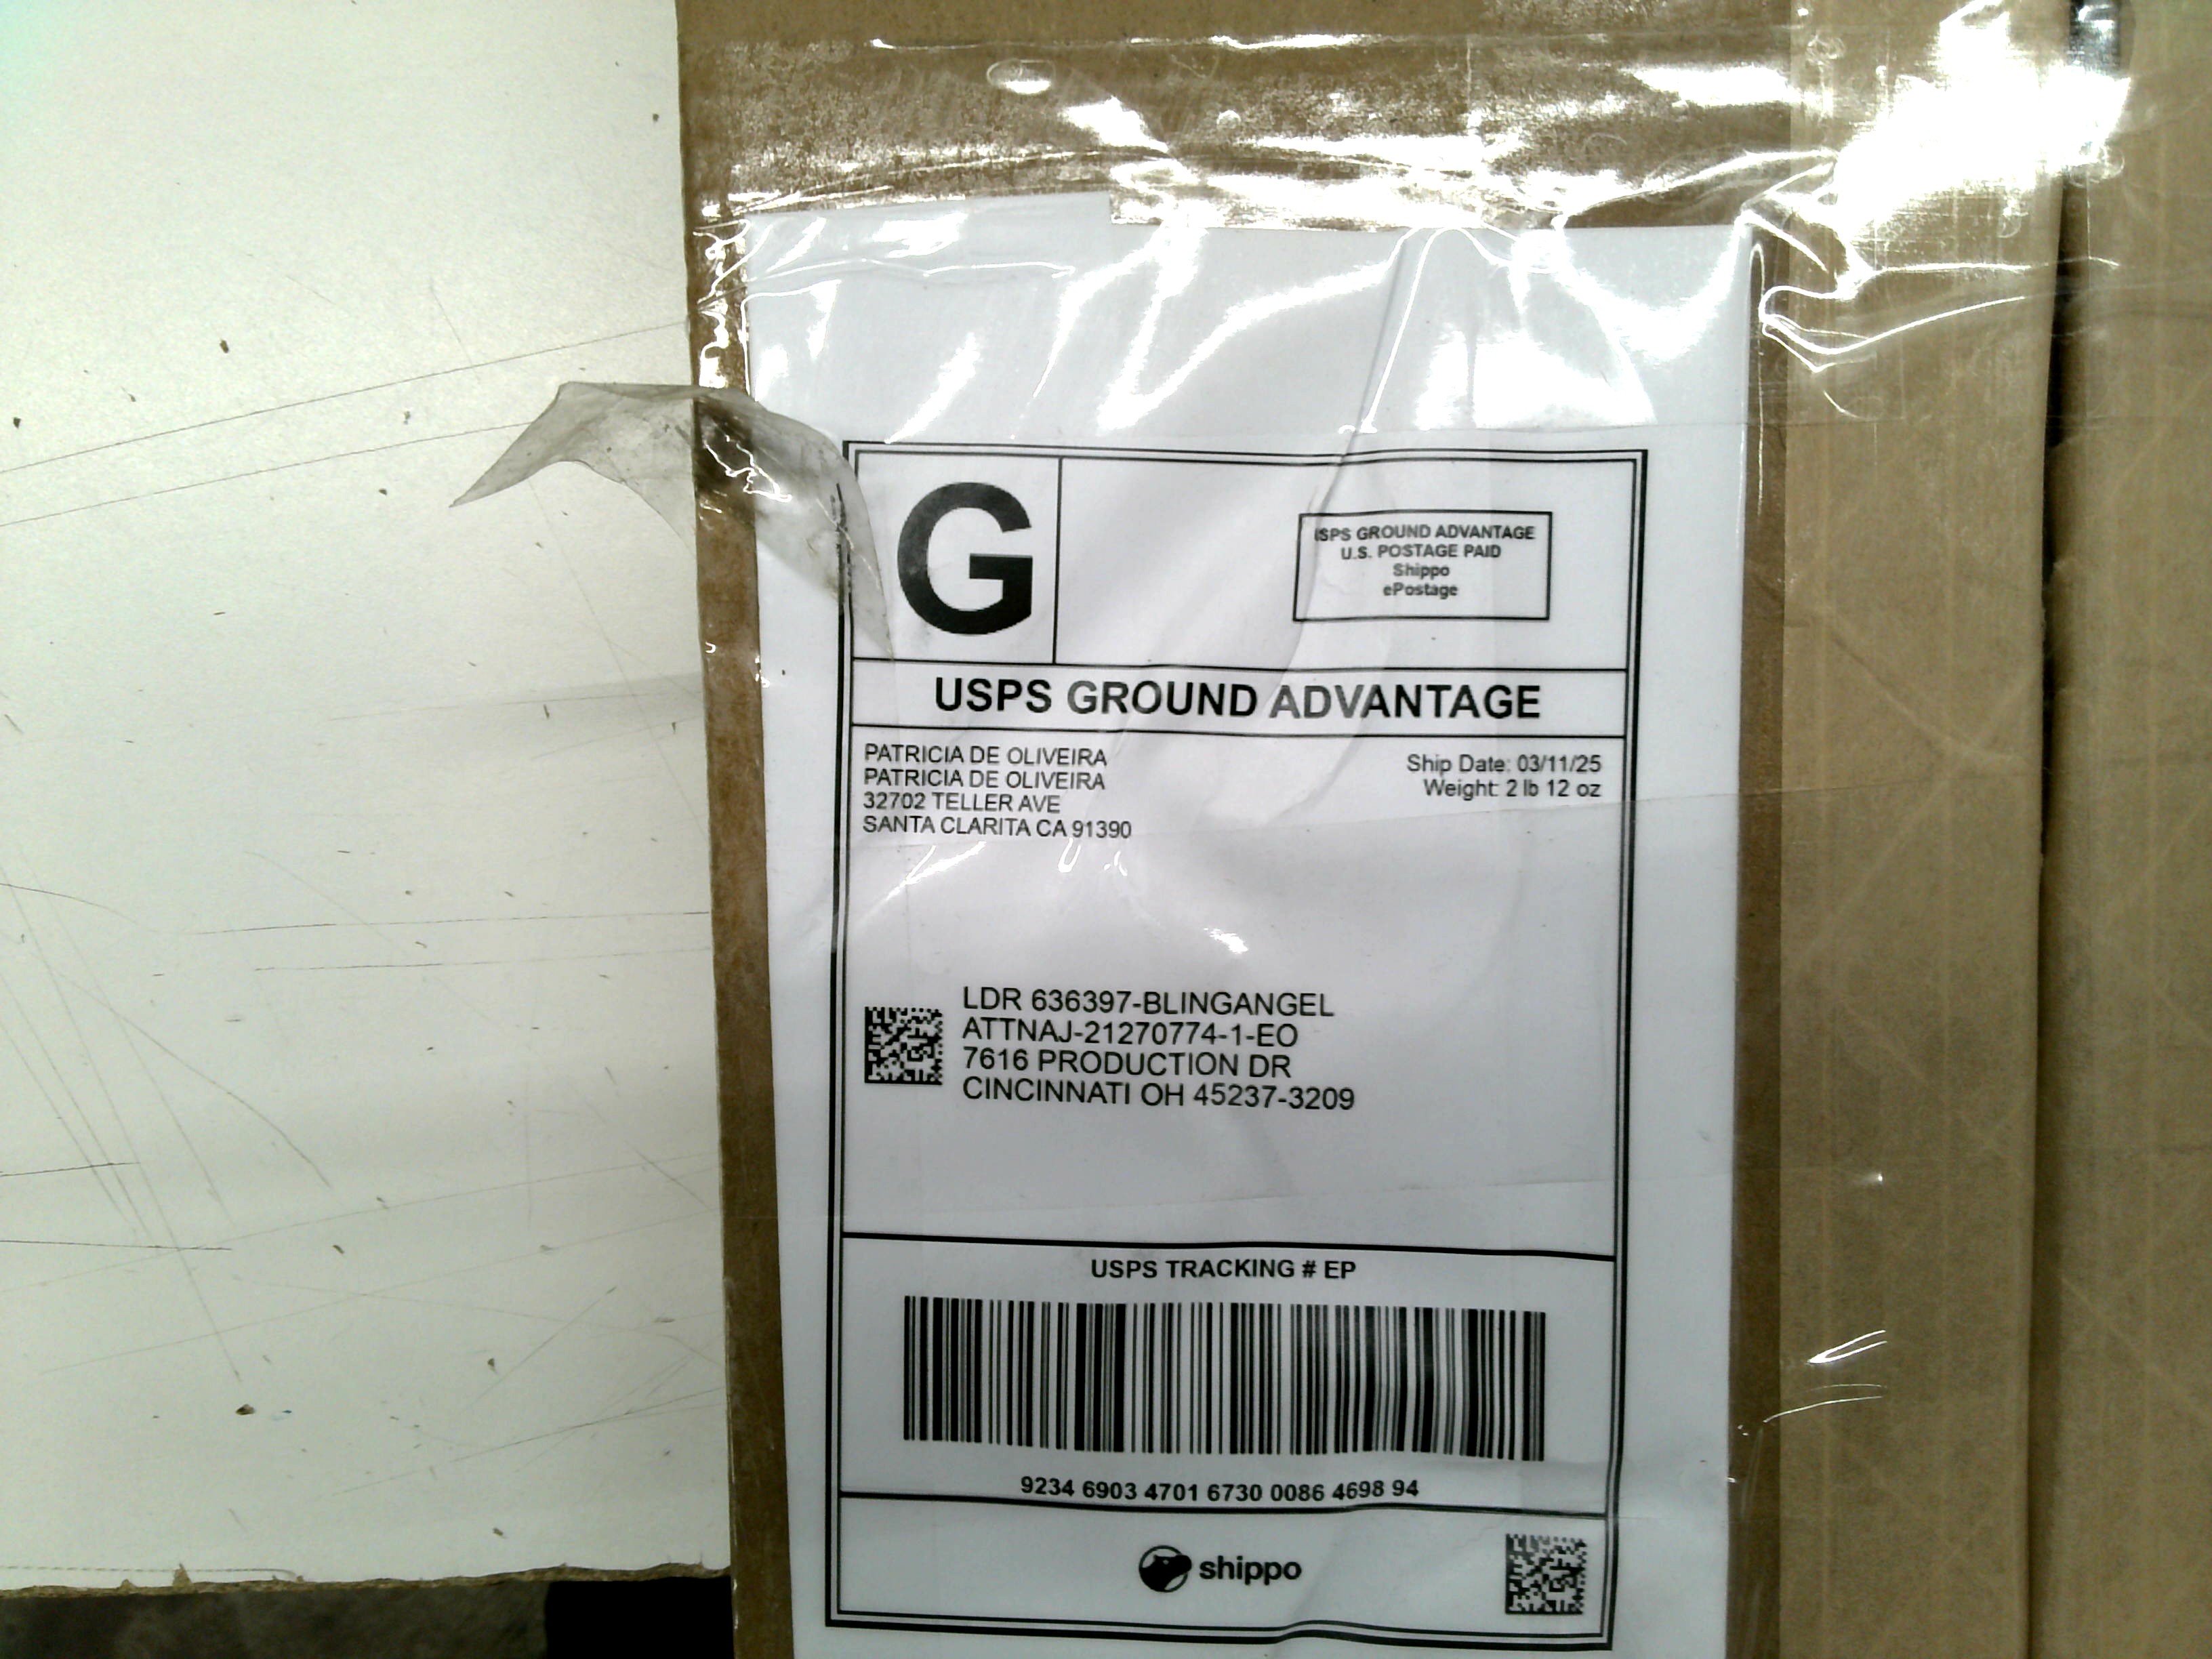 G
USPS GROUND ADVANTAGE
U.S. POSTAGE PAID
Shippo
ePostage
USPS GROUND ADVANTAGE
PATRICIA DE OLIVEIRA
PATRICIA DE OLIVEIRA
32702 TELLER AVE
SANTA CLARITA CA 91390
Ship Date: 03/11/25
Weight: 2 lb 12 oz
LDR 636397-BLINGANGEL
ATTNAJ-21270774-1-EO
7616 PRODUCTION DR
CINCINNATI OH 45237-3209
USPS TRACKING # EP
9234 6903 4701 6730 0086 4698 94
shippo